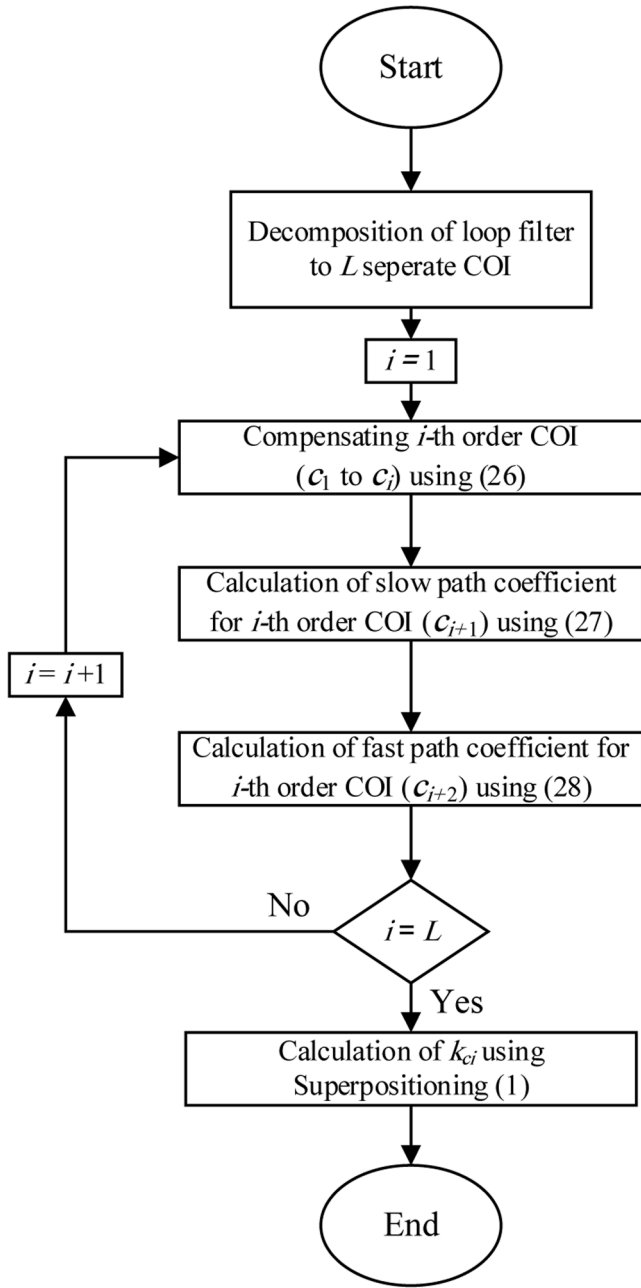 Start
Decomposition of loop filter
to L seperate COI
i = 1
Compensating i-th order COI
(c₁ to cᵢ) using (26)
Calculation of slow path coefficient
for i-th order COI (cᵢ₊₁) using (27)
i = i+1
Calculation of fast path coefficient for
i-th order COI (cᵢ₊₂) using (28)
No
i = L
Yes
Calculation of k_ci using
Superpositioning (1)
End